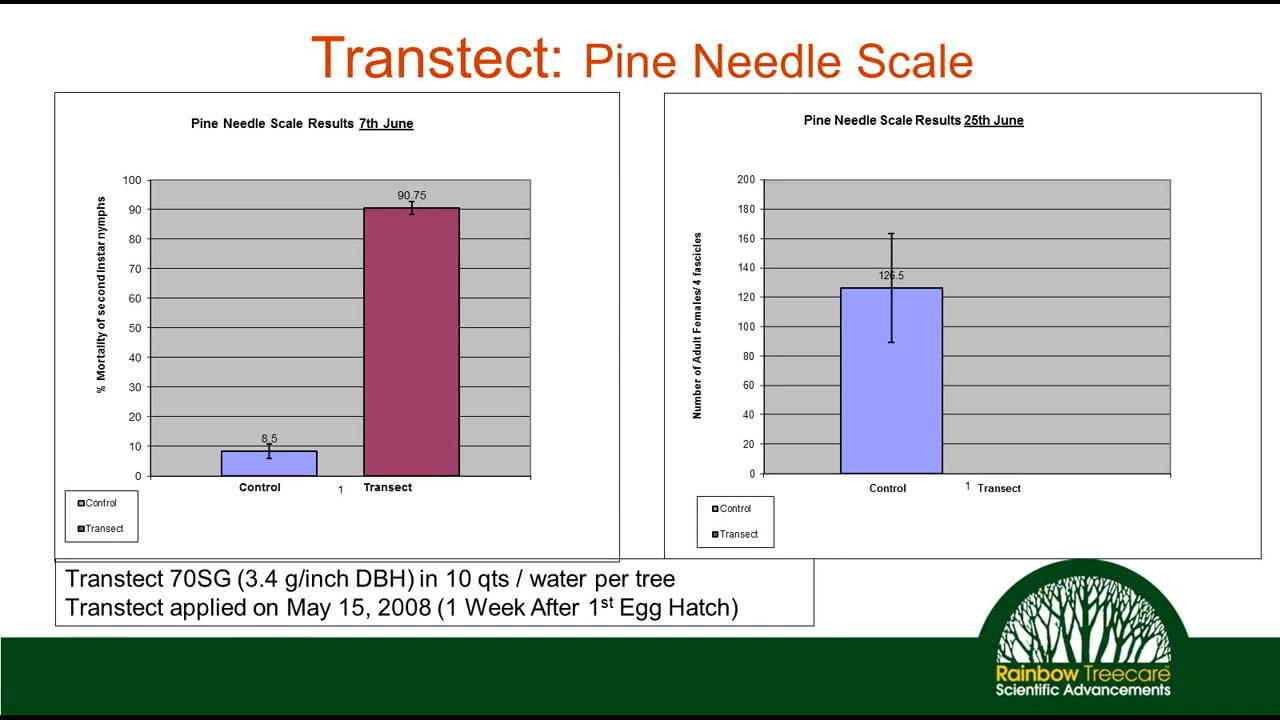 Transtect: Pine Needle Scale
Pine Needle Scale Results 7th June
% Mortality of second instar nymphs
100
90
80
70
60
50
40
30
20
10
0
8.5
90.75
Control
1
Transect
Control
Transect
Pine Needle Scale Results 25th June
Number of Adult Females/ 4 fascicles
200
180
160
140
120
100
80
60
40
20
0
126.5
Control
1
Transect
Control
Transect
Transtect 70SG (3.4 g/inch DBH) in 10 qts / water per tree
Transtect applied on May 15, 2008 (1 Week After 1st Egg Hatch)
Rainbow Treecare
Scientific Advancements